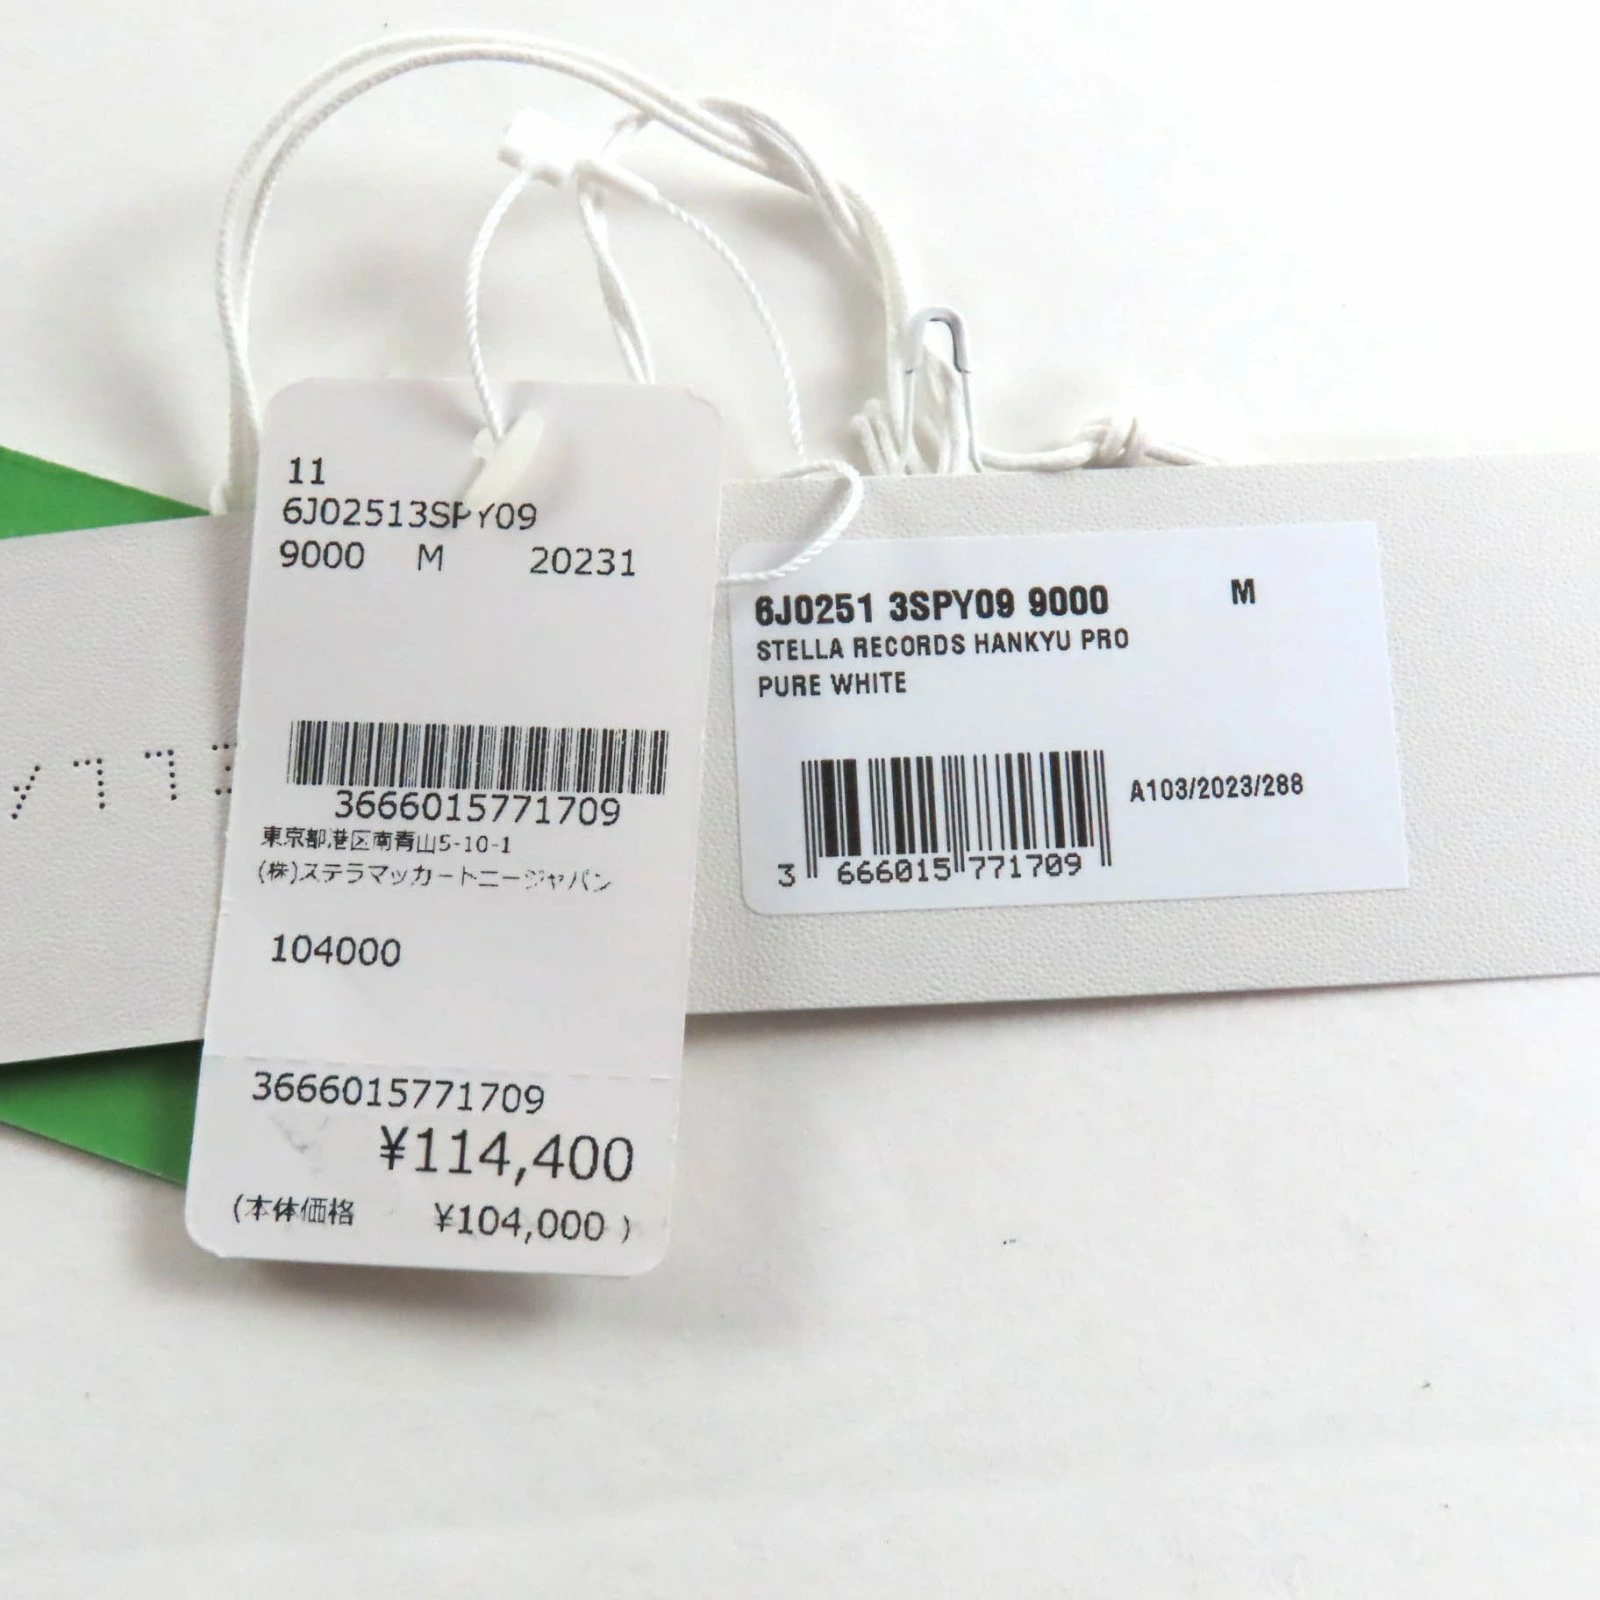 11
6J02513SPY09
9000 M 20231
3666015771709
東京都港区南青山5-10-1
(株)ステラマッカートニージャパン
104000
3666015771709
¥114,400
(本体価格 ¥104,000 )
6J0251 3SPY09 9000 M
STELLA RECORDS HANKYU PRO
PURE WHITE
A103/2023/288
3 666015 771709